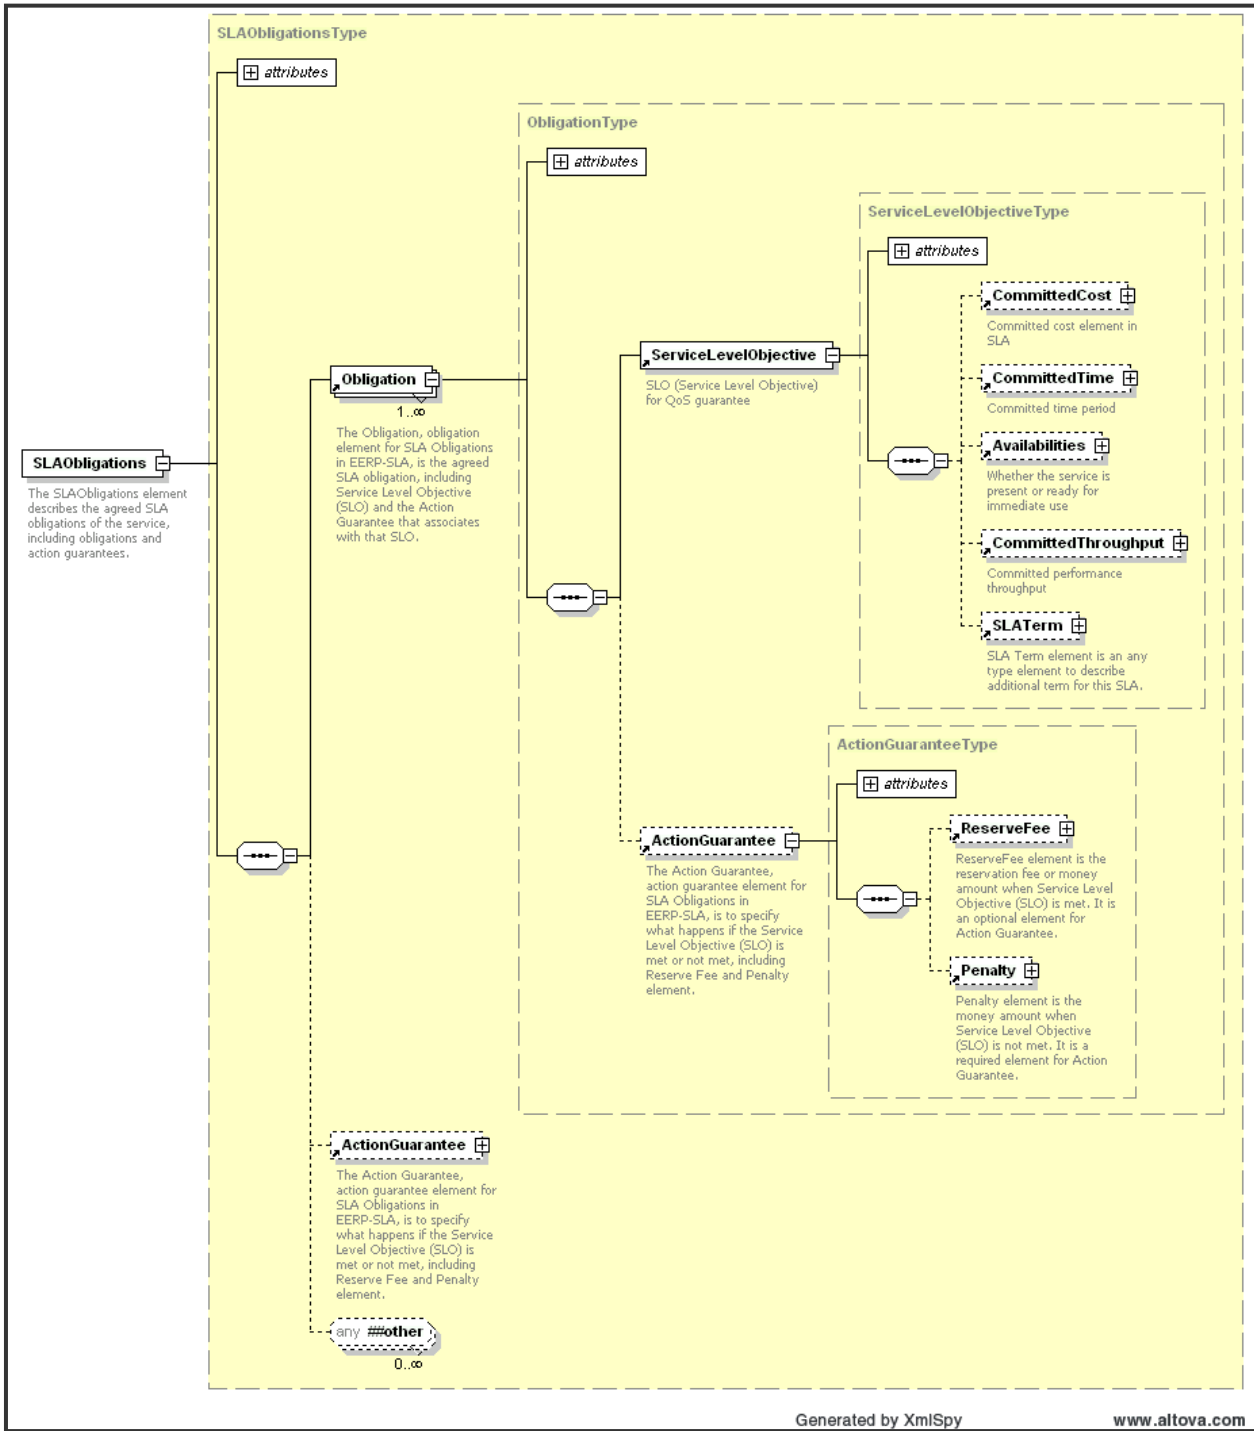 SLAObligationsType
attributes
ObligationType
attributes
ServiceLevelObjectiveType
attributes
CommittedCost
Committed cost element in
SLA
CommittedTime
Committed time period
Availabilities
Whether the service is
present or ready for
immediate use
CommittedThroughput
Committed performance
throughput
SLATerm
SLA Term element is an any
type element to describe
additional term for this SLA.
ServiceLevelObjective
SLO (Service Level Objective)
for QoS guarantee
Obligation
1..∞
The Obligation, obligation
element for SLA Obligations
in EERP-SLA, is the agreed
SLA obligation, including
Service Level Objective
(SLO) and the Action
Guarantee that associates
with that SLO.
SLAObligations
The SLAObligations element
describes the agreed SLA
obligations of the service,
including obligations and
action guarantees.
ActionGuaranteeType
attributes
ActionGuarantee
The Action Guarantee,
action guarantee element for
SLA Obligations in
EERP-SLA, is to specify
what happens if the Service
Level Objective (SLO) is
met or not met, including
Reserve Fee and Penalty
element.
ReserveFee
ReserveFee element is the
reservation fee or money
amount when Service Level
Objective (SLO) is met. It is
an optional element for
Action Guarantee.
Penalty
Penalty element is the
money amount when
Service Level Objective
(SLO) is not met. It is a
required element for Action
Guarantee.
ActionGuarantee
The Action Guarantee,
action guarantee element for
SLA Obligations in
EERP-SLA, is to specify
what happens if the Service
Level Objective (SLO) is
met or not met, including
Reserve Fee and Penalty
element.
any ##other
0..∞
Generated by XmlSpy www.altova.com